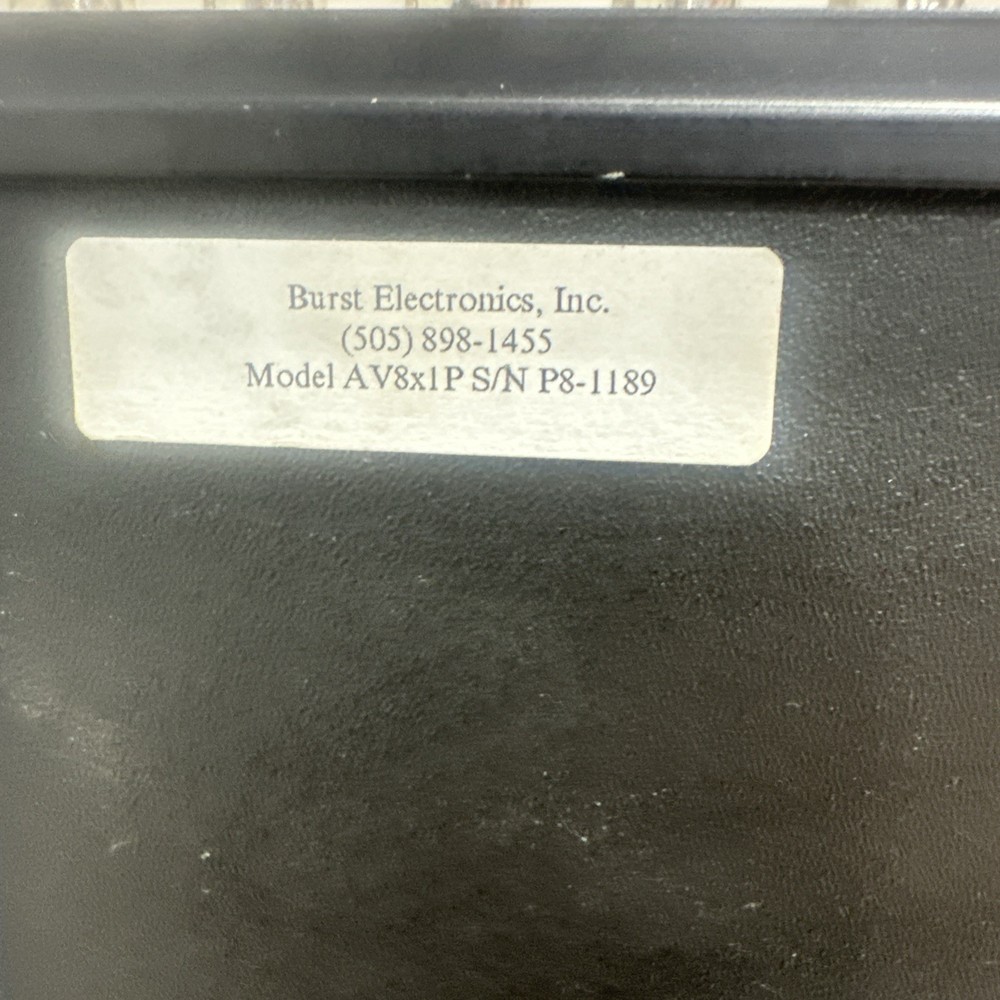 Burst Electronics, Inc.
(505) 898-1455
Model AV8x1P S/N P8-1189